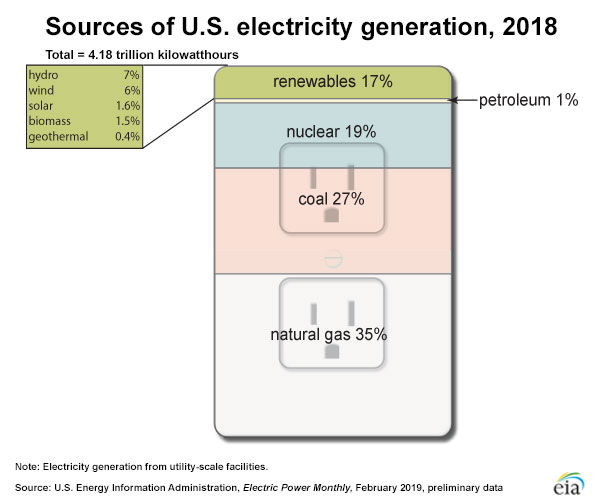 Sources of U.S. electricity generation, 2018
Total = 4.18 trillion kilowatthours
hydro 7%
wind 6%
solar 1.6%
biomass 1.5%
geothermal 0.4%
renewables 17%
petroleum 1%
nuclear 19%
coal 27%
natural gas 35%
Note: Electricity generation from utility-scale facilities.
Source: U.S. Energy Information Administration, Electric Power Monthly, February 2019, preliminary data
eia